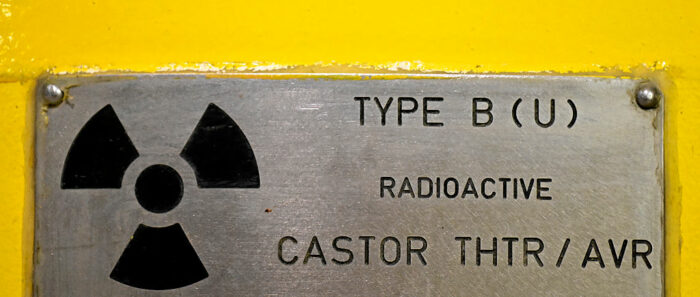 TYPE B (U)
RADIOACTIVE
CASTOR THTR/AVR